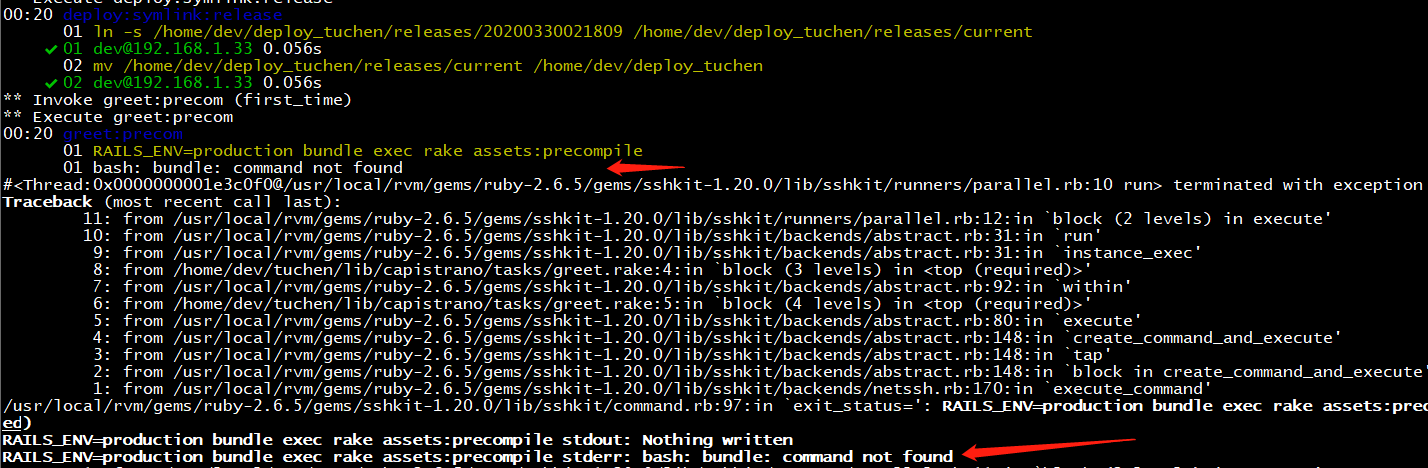 Execute deploy:symlink:release
00:20 deploy:symlink:release
01 ln -s /home/dev/deploy_tuchen/releases/20200330021809 /home/dev/deploy_tuchen/releases/current
✔ 01 dev@192.168.1.33 0.056s
02 mv /home/dev/deploy_tuchen/releases/current /home/dev/deploy_tuchen
✔ 02 dev@192.168.1.33 0.056s
** Invoke greet:precom (first_time)
** Execute greet:precom
00:20 greet:precom
01 RAILS_ENV=production bundle exec rake assets:precompile
01 bash: bundle: command not found
#<Thread:0x0000000001e3c0f0@/usr/local/rvm/gems/ruby-2.6.5/gems/sshkit-1.20.0/lib/sshkit/runners/parallel.rb:10 run> terminated with exception
Traceback (most recent call last):
11: from /usr/local/rvm/gems/ruby-2.6.5/gems/sshkit-1.20.0/lib/sshkit/runners/parallel.rb:12:in `block (2 levels) in execute'
10: from /usr/local/rvm/gems/ruby-2.6.5/gems/sshkit-1.20.0/lib/sshkit/backends/abstract.rb:31:in `run'
9: from /usr/local/rvm/gems/ruby-2.6.5/gems/sshkit-1.20.0/lib/sshkit/backends/abstract.rb:31:in `instance_exec'
8: from /home/dev/tuchen/lib/capistrano/tasks/greet.rake:4:in `block (3 levels) in <top (required)>'
7: from /usr/local/rvm/gems/ruby-2.6.5/gems/sshkit-1.20.0/lib/sshkit/backends/abstract.rb:92:in `within'
6: from /home/dev/tuchen/lib/capistrano/tasks/greet.rake:5:in `block (4 levels) in <top (required)>'
5: from /usr/local/rvm/gems/ruby-2.6.5/gems/sshkit-1.20.0/lib/sshkit/backends/abstract.rb:80:in `execute'
4: from /usr/local/rvm/gems/ruby-2.6.5/gems/sshkit-1.20.0/lib/sshkit/backends/abstract.rb:148:in `create_command_and_execute'
3: from /usr/local/rvm/gems/ruby-2.6.5/gems/sshkit-1.20.0/lib/sshkit/backends/abstract.rb:148:in `tap'
2: from /usr/local/rvm/gems/ruby-2.6.5/gems/sshkit-1.20.0/lib/sshkit/backends/abstract.rb:148:in `block in create_command_and_execute'
1: from /usr/local/rvm/gems/ruby-2.6.5/gems/sshkit-1.20.0/lib/sshkit/backends/netssh.rb:170:in `execute_command'
/usr/local/rvm/gems/ruby-2.6.5/gems/sshkit-1.20.0/lib/sshkit/command.rb:97:in `exit_status=': RAILS_ENV=production bundle exec rake assets:prec
ed)
RAILS_ENV=production bundle exec rake assets:precompile stdout: Nothing written
RAILS_ENV=production bundle exec rake assets:precompile stderr: bash: bundle: command not found